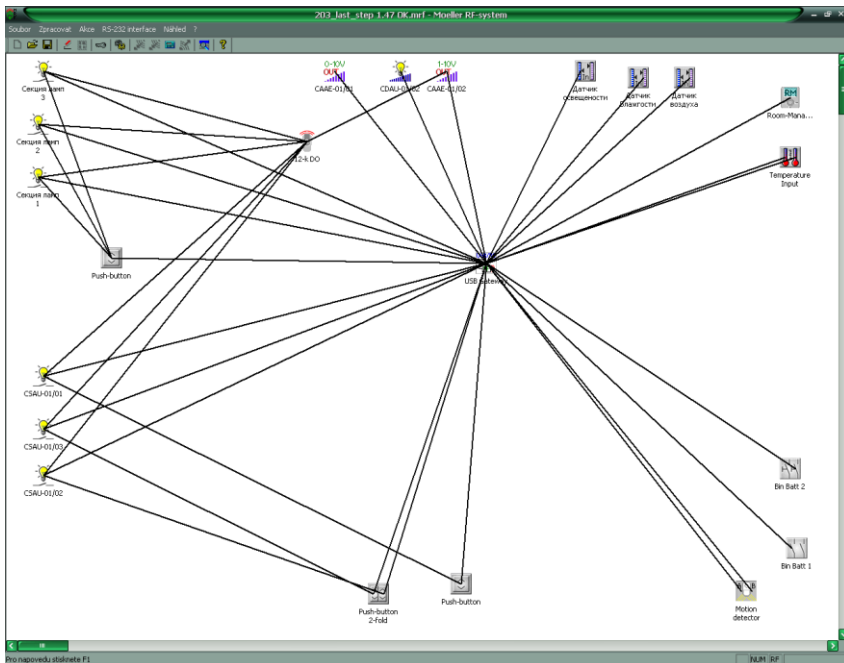 203_last_step 1.47 OK.mrf - Moeller RF-system
Soubor Zpracovat Akce RS-232 interface Náhled ?
0-10V
OUT
1-10V
OUT
Секция ламп
3
CAAE-01/01
CDAU-01/02
CAAE-01/02
Датчик
освещености
Датчик
Влажгости
Датчик
воздуха
RM
Room-Mana...
Секция ламп
2
12-k DO
Temperature
Input
Секция ламп
1
Push-button
USB Gateway
CSAU-01/01
CSAU-01/03
CSAU-01/02
Bin Batt 2
Bin Batt 1
Push-button
2-fold
Push-button
Motion
detector
Pro napovedu stisknete F1
NUM RF